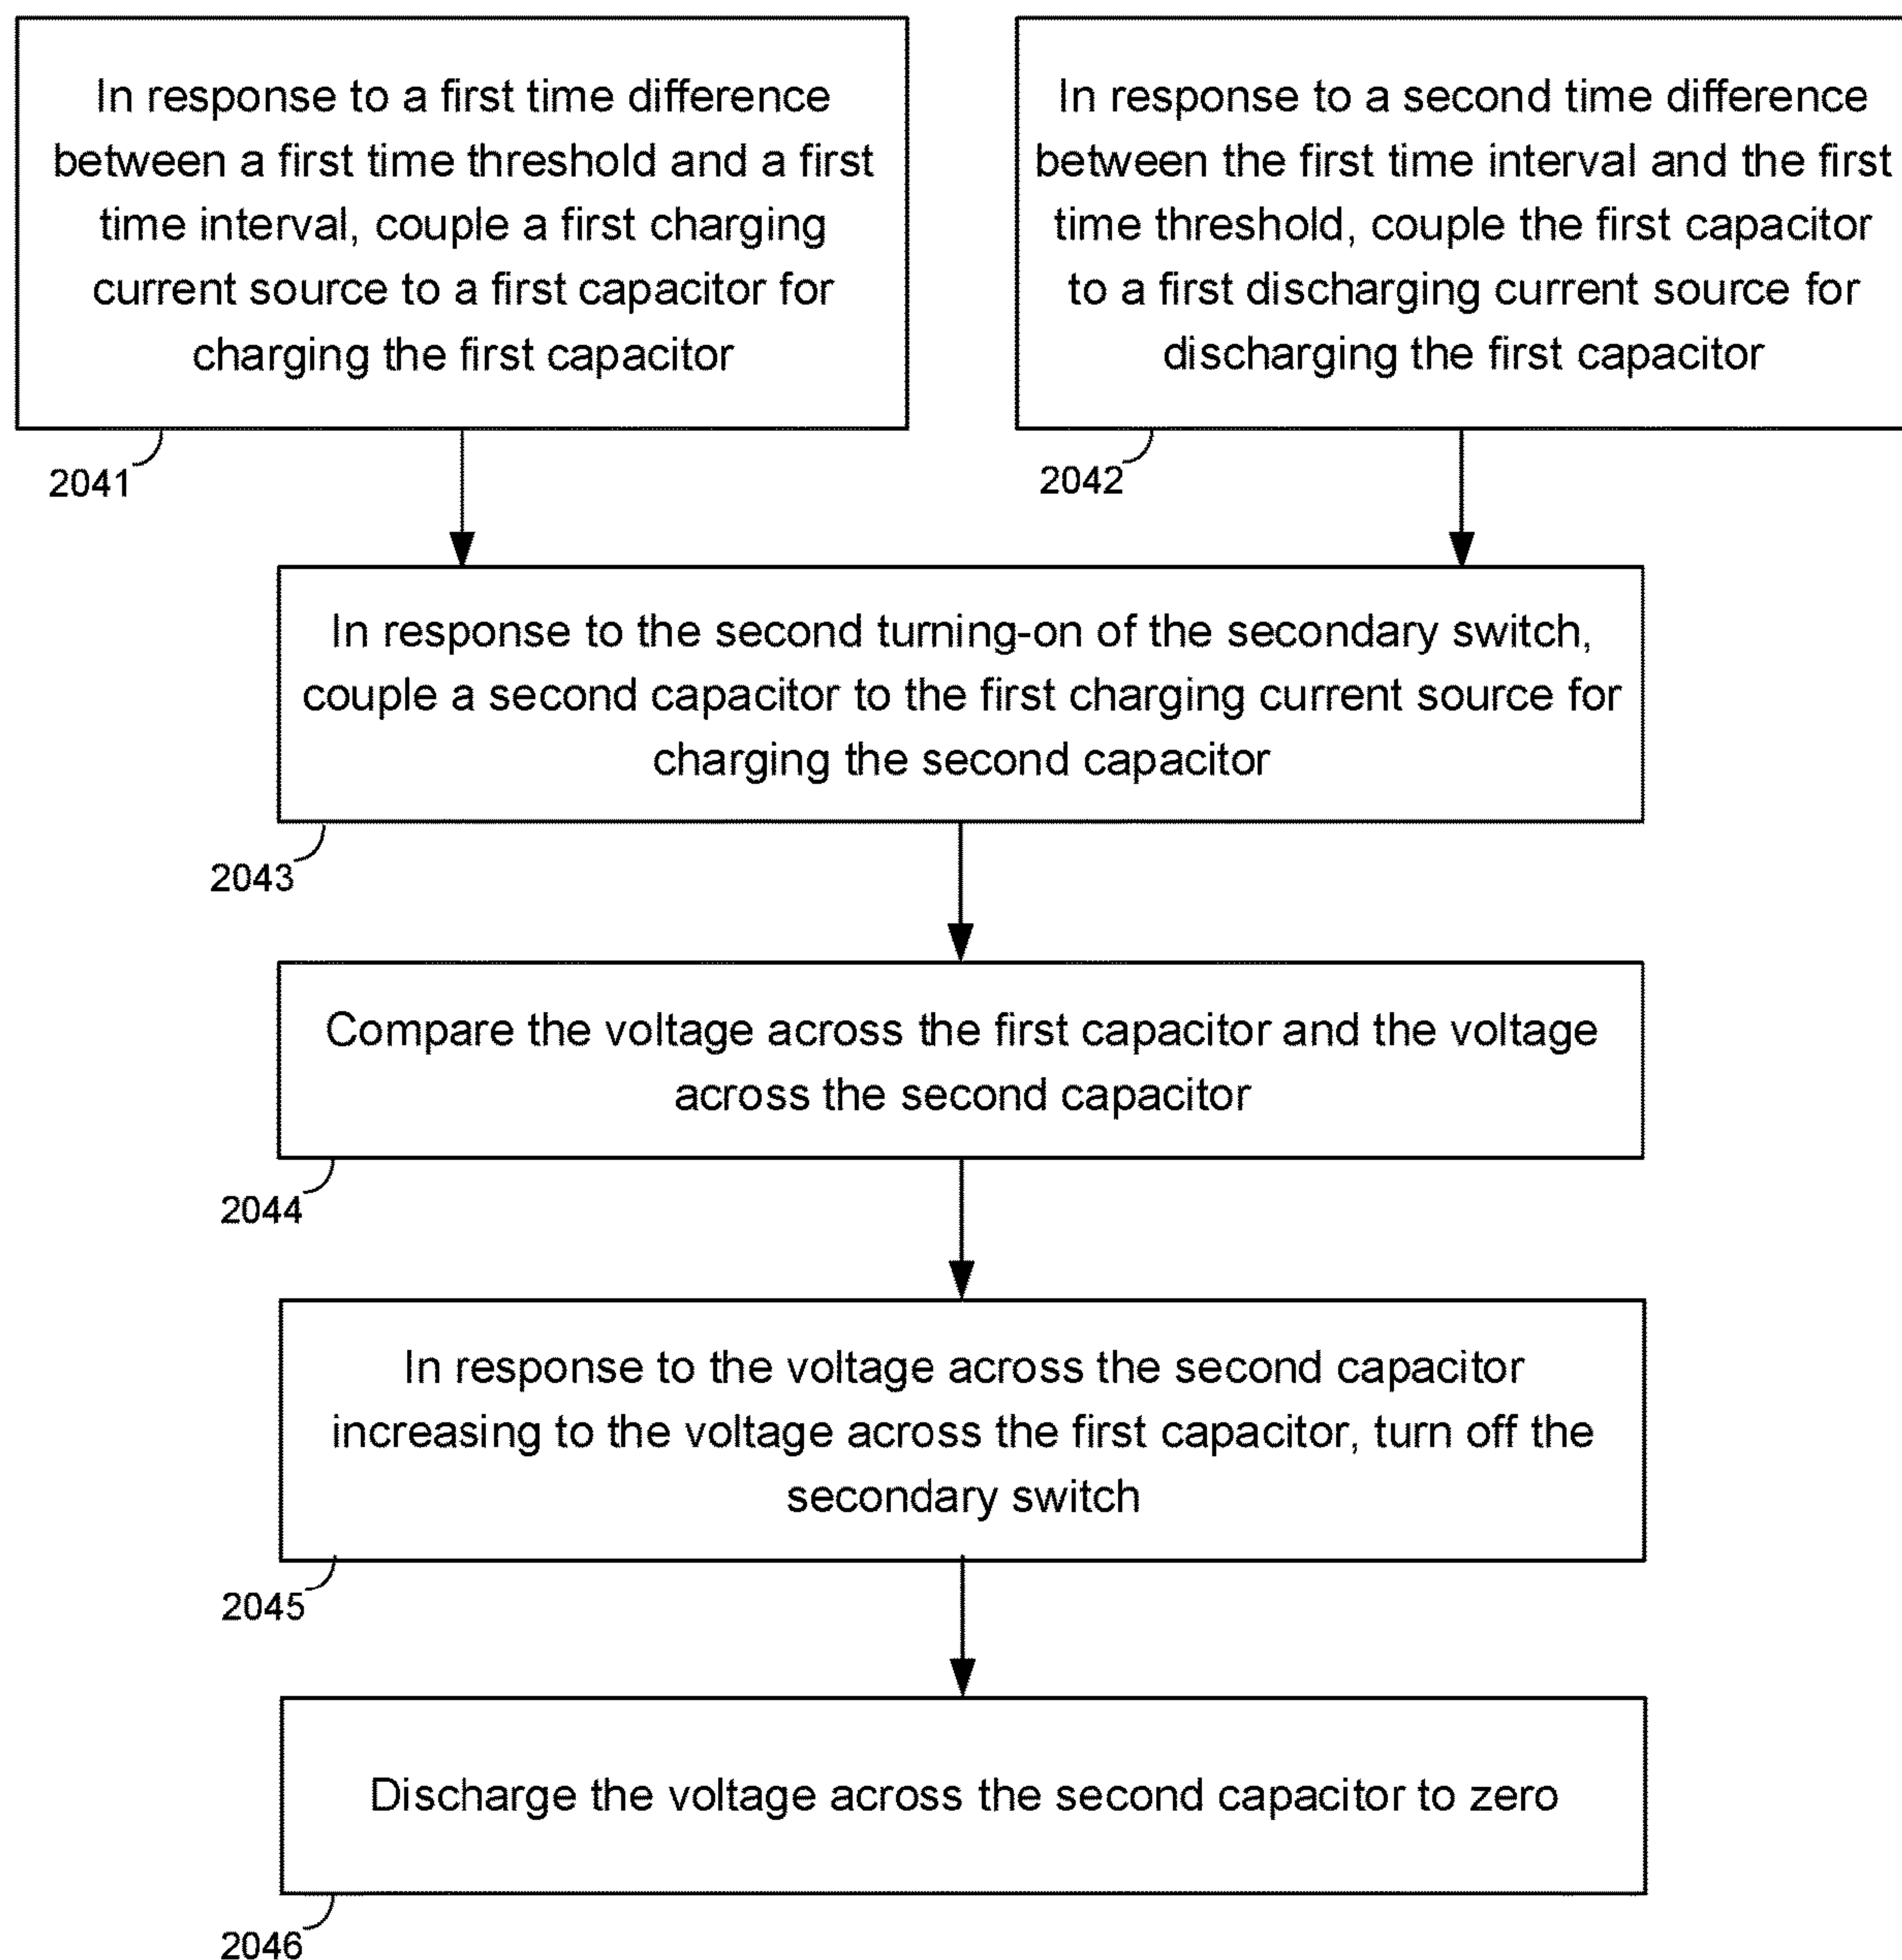 In response to a first time difference
between a first time threshold and a first
time interval, couple a first charging
current source to a first capacitor for
charging the first capacitor
2041
In response to a second time difference
between the first time interval and the first
time threshold, couple the first capacitor
to a first discharging current source for
discharging the first capacitor
2042
In response to the second turning-on of the secondary switch,
couple a second capacitor to the first charging current source for
charging the second capacitor
2043
Compare the voltage across the first capacitor and the voltage
across the second capacitor
2044
In response to the voltage across the second capacitor
increasing to the voltage across the first capacitor, turn off the
secondary switch
2045
Discharge the voltage across the second capacitor to zero
2046